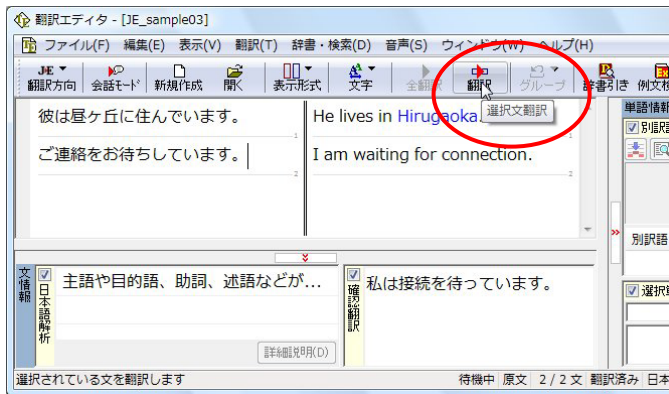 翻訳エディタ - [JE_sample03]
ファイル(F) 編集(E) 表示(V) 翻訳(T) 辞書・検索(D) 音声(S) ウィンドウ(W) ヘルプ(H)
J-E
翻訳方向 会話モード 新規作成 開く 表示形式 文字 全翻訳 翻訳 グループ 辞書引き 例文検
選択文翻訳
彼は昼ケ丘に住んでいます。 He lives in Hirugaoka.
1 1
ご連絡をお待ちしています。 I am waiting for connection.
2 2
単語情報
別訳語
別訳語
選択
文情報
日本語解析
主語や目的語、助詞、述語などが...
詳細説明(D)
確認翻訳
私は接続を待っています。
選択されている文を翻訳します 待機中 原文 2 / 2 文 翻訳済み 日本